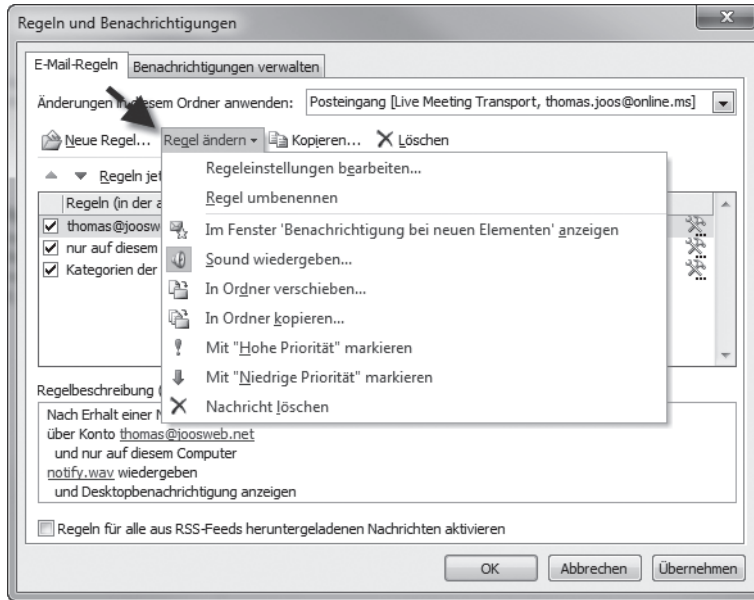 Regeln und Benachrichtigungen
E-Mail-Regeln Benachrichtigungen verwalten
Änderungen in diesem Ordner anwenden: Posteingang [Live Meeting Transport, thomas.joos@online.ms]
Neue Regel... Regel ändern Kopieren... Löschen
Regeln
Regeln (in der
thomas@joosw
nur auf diesem
Kategorien der
Regeleinstellungen bearbeiten...
Regel umbenennen
Im Fenster 'Benachrichtigung bei neuen Elementen' anzeigen
Sound wiedergeben...
In Ordner verschieben...
In Ordner kopieren...
Mit "Hohe Priorität" markieren
Mit "Niedrige Priorität" markieren
Nachricht löschen
Regelbeschreibung (
Nach Erhalt einer
über Konto thomas@joosweb.net
und nur auf diesem Computer
notify.wav wiedergeben
und Desktopbenachrichtigung anzeigen
Regeln für alle aus RSS-Feeds heruntergeladenen Nachrichten aktivieren
OK Abbrechen Übernehmen